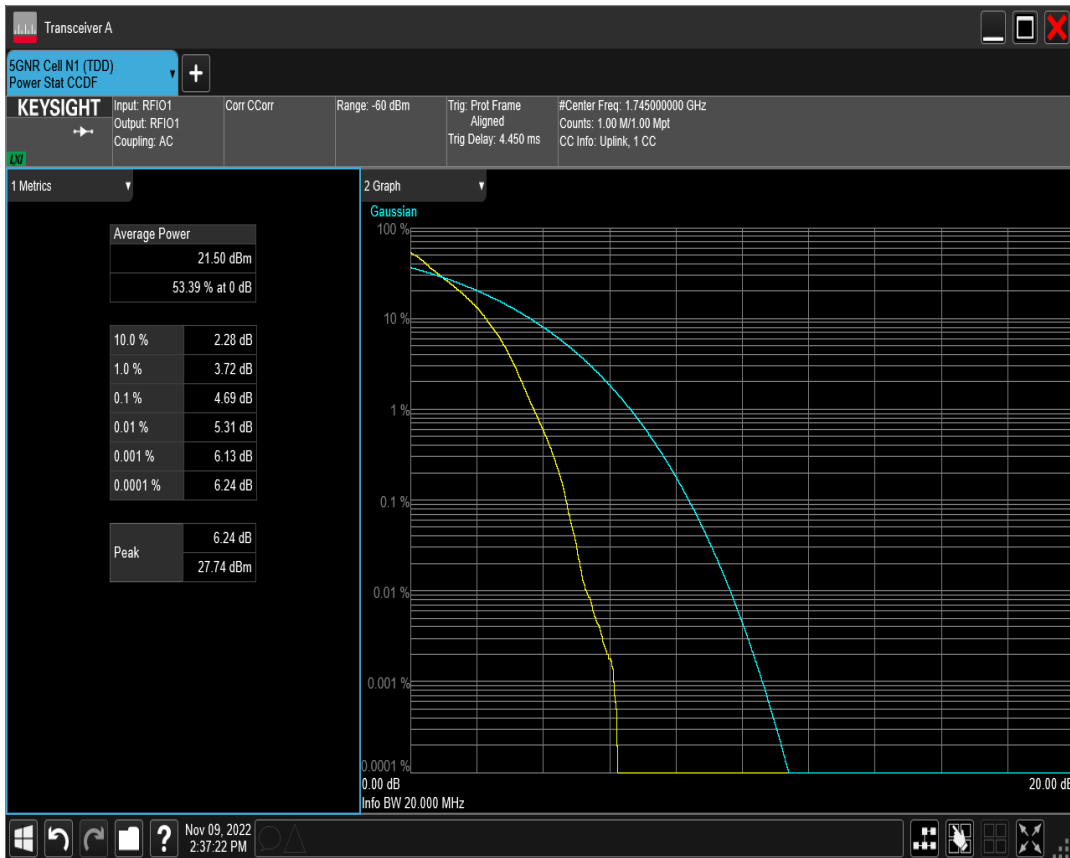 Transceiver A
5GNR Cell N1 (TDD)
Power Stat CCDF
+
KEYSIGHT
LXI
Input: RFIO1
Output: RFIO1
Coupling: AC
Corr CCorr
Range: -60 dBm
Trig: Prot Frame
Aligned
Trig Delay: 4.450 ms
#Center Freq: 1.745000000 GHz
Counts: 1.00 M/1.00 Mpt
CC Info: Uplink, 1 CC
1 Metrics
Average Power
21.50 dBm
53.39 % at 0 dB
10.0 % 2.28 dB
1.0 % 3.72 dB
0.1 % 4.69 dB
0.01 % 5.31 dB
0.001 % 6.13 dB
0.0001 % 6.24 dB
Peak
6.24 dB
27.74 dBm
2 Graph
Gaussian
100 %
10 %
1 %
0.1 %
0.01 %
0.001 %
0.0001 %
0.00 dB 20.00 dB
Info BW 20.000 MHz
?
Nov 09, 2022
2:37:22 PM